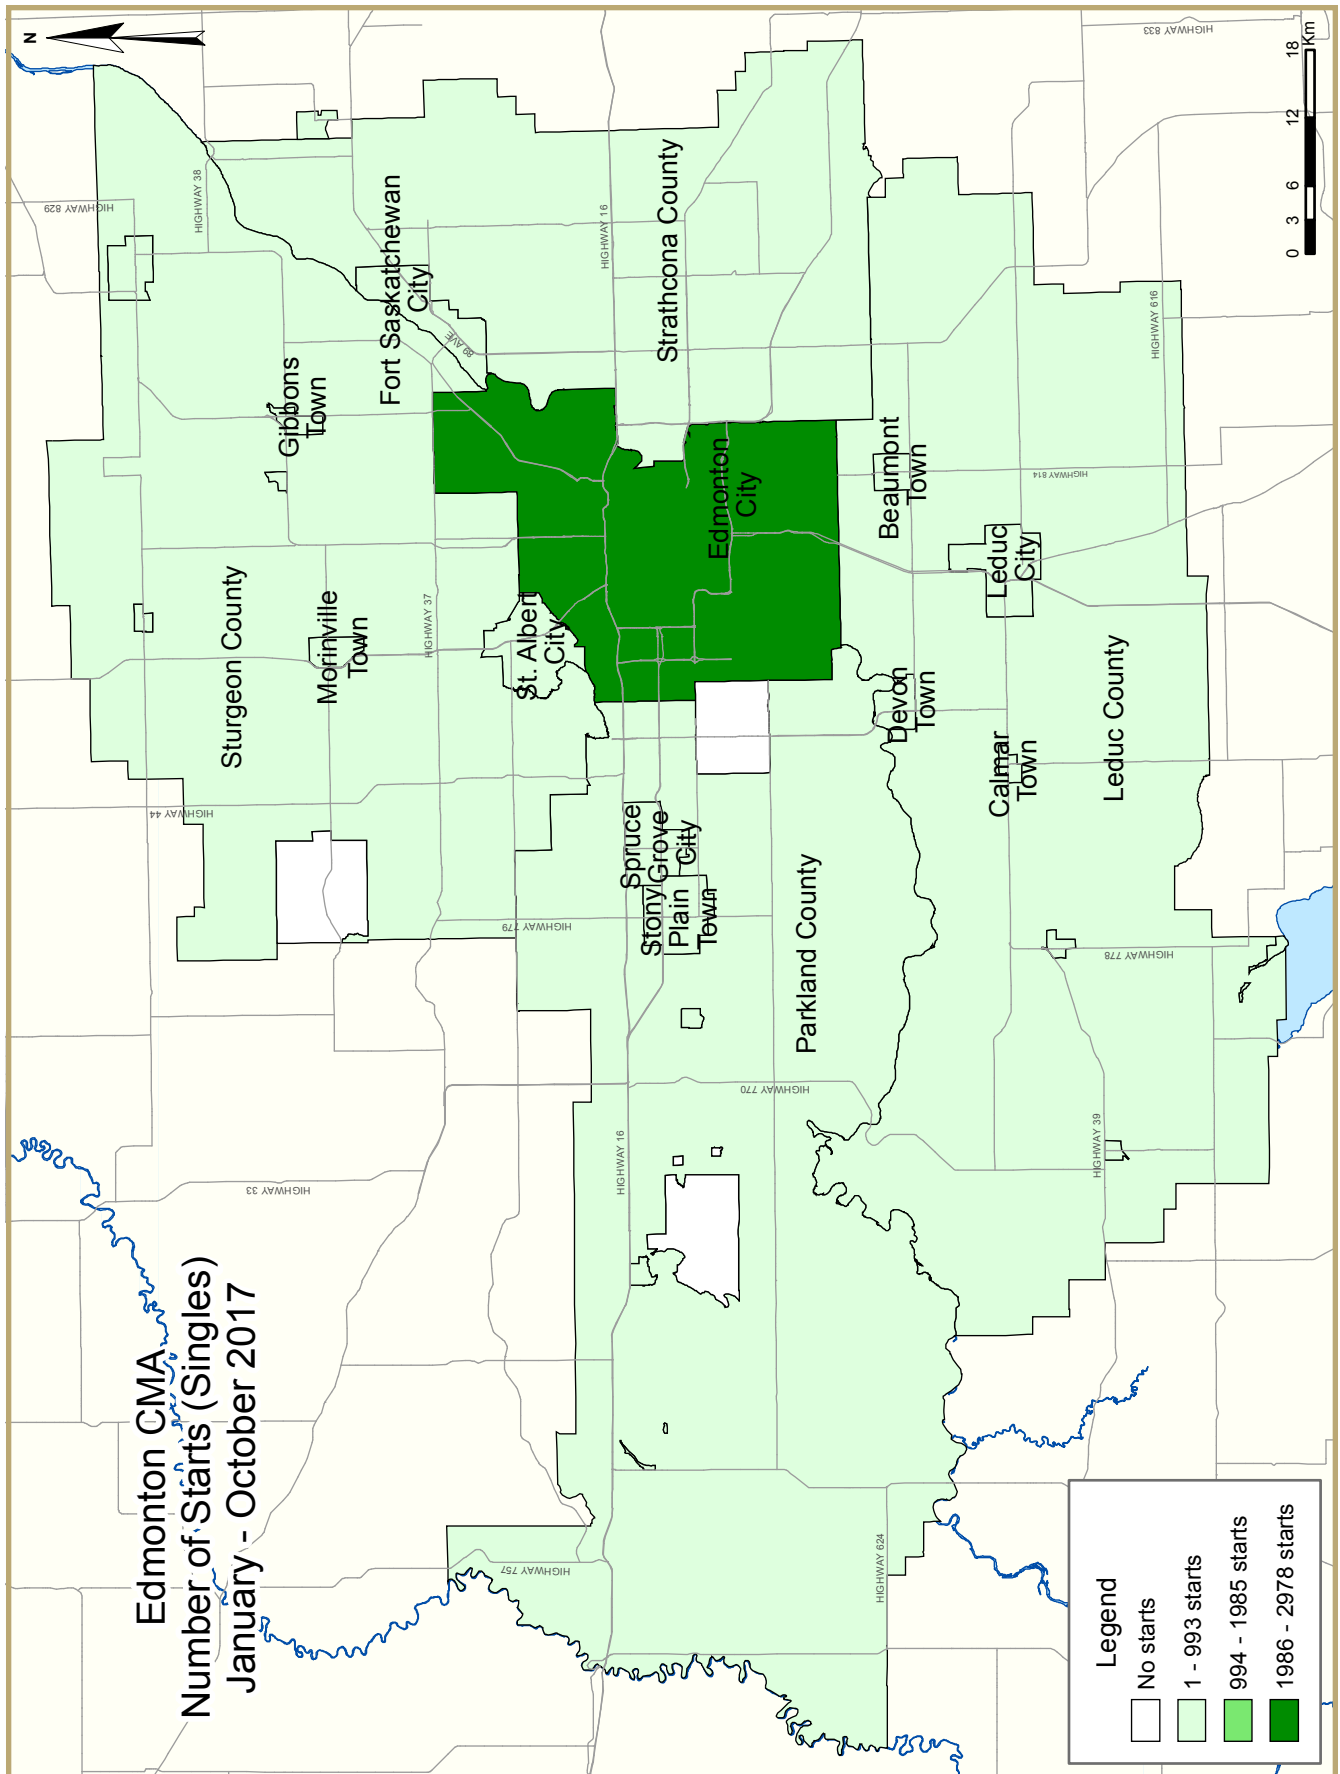 Edmonton CMA
Number of Starts (Singles)
January - October 2017
N
HIGHWAY 829
HIGHWAY 38
HIGHWAY 833
Gibbons
Town
Fort Saskatchewan
City
89 AVE
HIGHWAY 16
Strathcona County
Sturgeon County
Morinville
Town
HIGHWAY 37
St. Albert
City
Edmonton
City
Beaumont
Town
HIGHWAY 814
HIGHWAY 616
Leduc
City
HIGHWAY 44
Spruce
Grove
City
Stony
Plain
Town
HIGHWAY 779
Devon
Town
Calmar
Town
Leduc County
Parkland County
HIGHWAY 778
HIGHWAY 770
HIGHWAY 33
HIGHWAY 16
HIGHWAY 39
HIGHWAY 757
HIGHWAY 624
Legend
No starts
1 - 993 starts
994 - 1985 starts
1986 - 2978 starts
0 3 6 12 18
Km